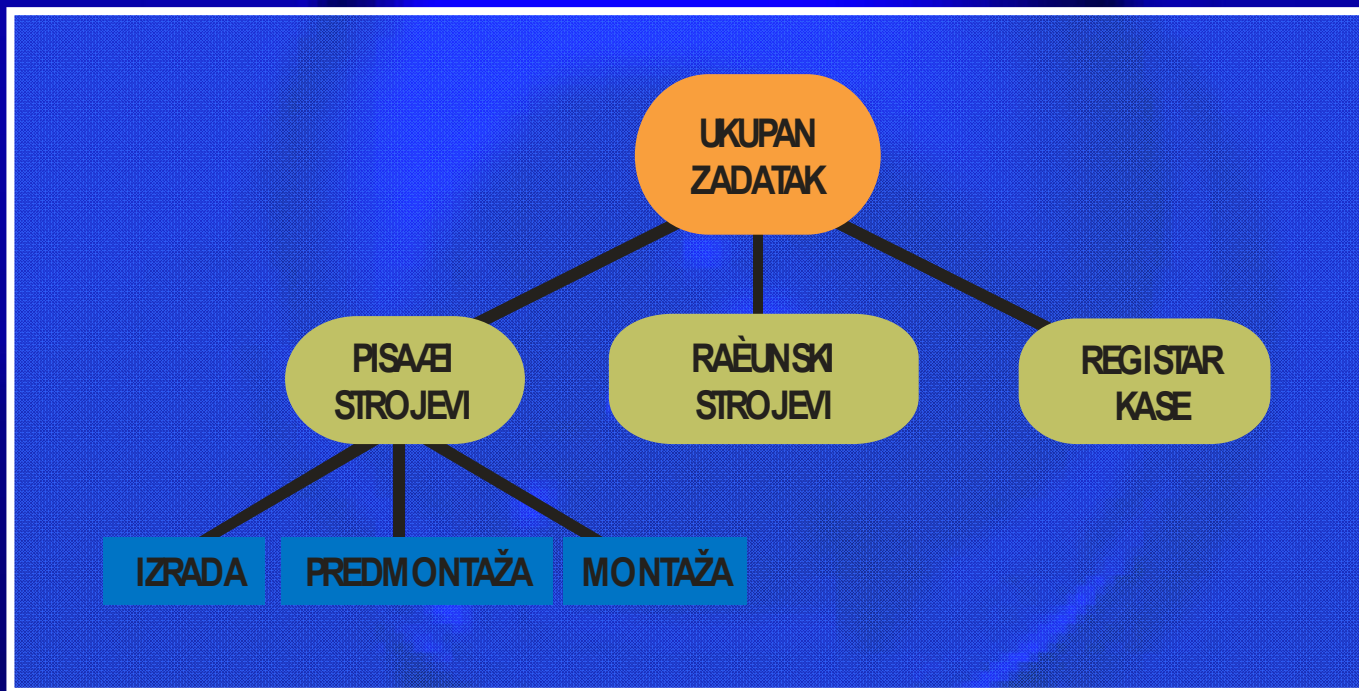 UKUPAN
ZADATAK
PISAÆI
STROJEVI
RAÈUNSKI
STROJEVI
REGISTAR
KASE
IZRADA
PREDMONTAŽA
MONTAŽA